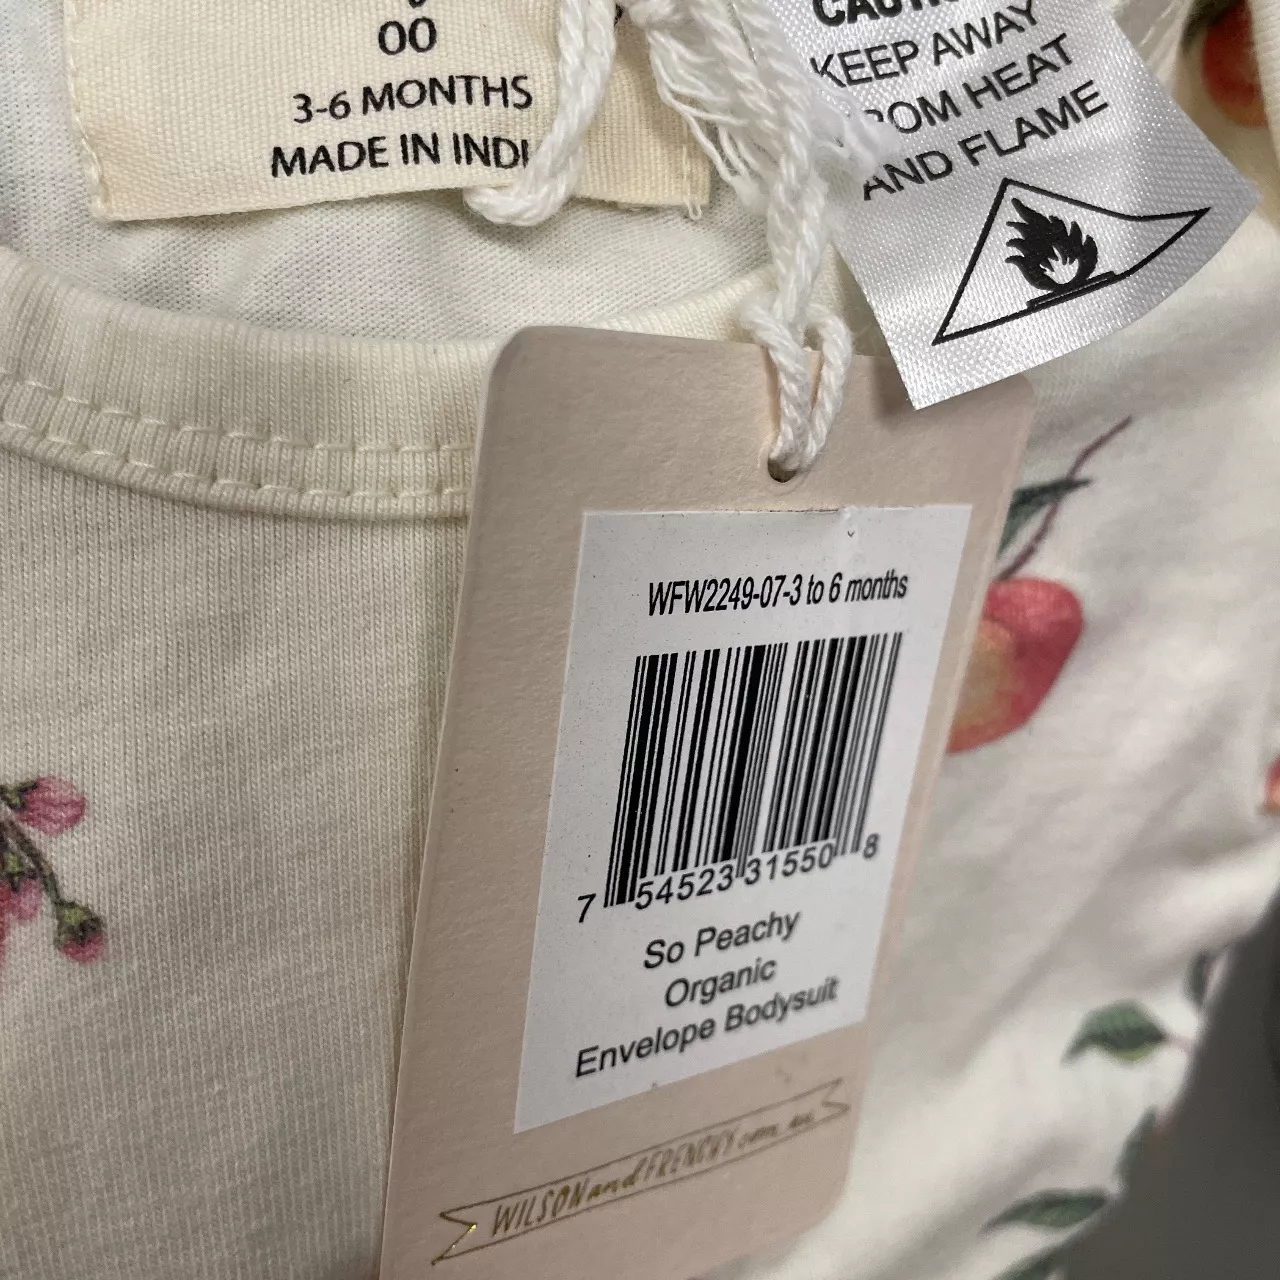 00
3-6 MONTHS
MADE IN INDI
KEEP AWAY
ROM HEAT
AND FLAME
WFW2249-07-3 to 6 months
7 54523 31550 8
So Peachy
Organic
Envelope Bodysuit
WILSONandFRENCHY.com.au